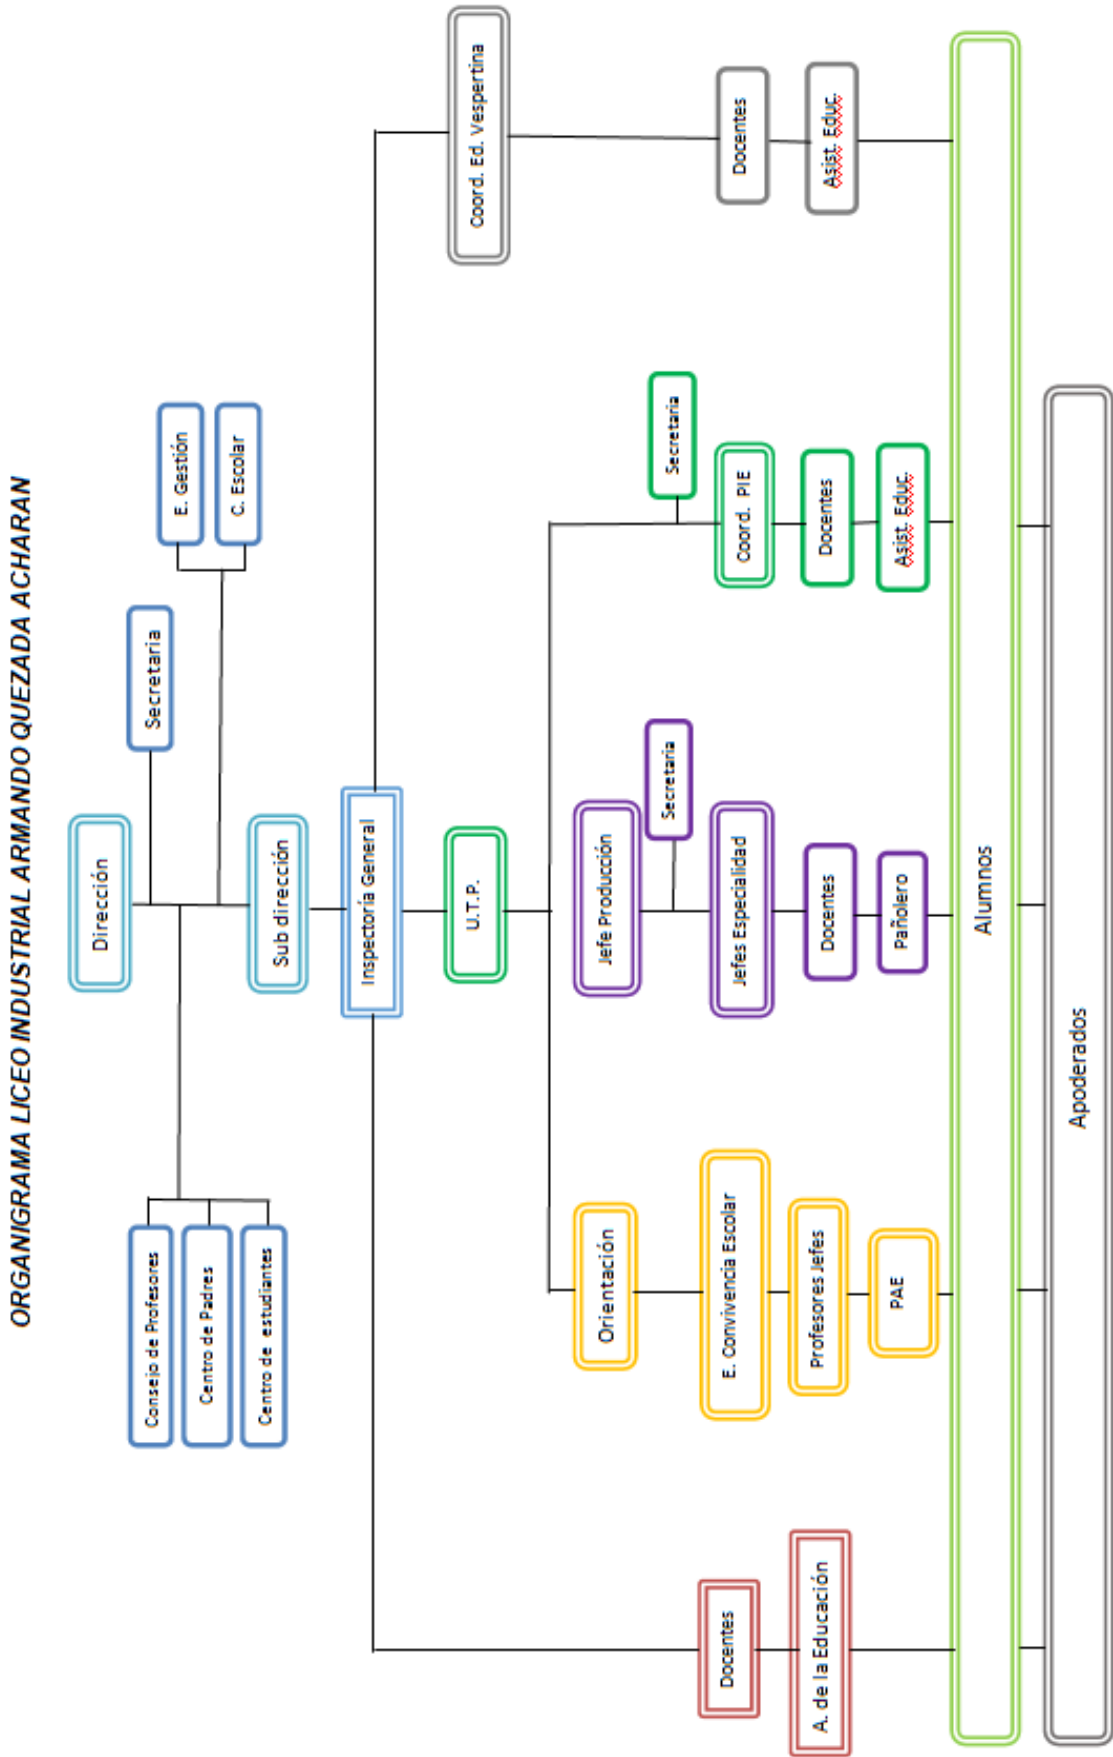 ORGANIGRAMA LICEO INDUSTRIAL ARMANDO QUEZADA ACHARAN
Dirección
Secretaria
Consejo de Profesores
Centro de Padres
Centro de estudiantes
E. Gestión
C. Escolar
Sub dirección
Inspectoría General
U.T.P.
Coord. Ed. Vespertina
Orientación
Jefe Producción
Secretaria
Secretaria
Docentes
E. Convivencia Escolar
Jefes Especialidad
Coord. PIE
Docentes
A. de la Educación
Profesores Jefes
Docentes
Docentes
Asist. Educ.
PAE
Pañolero
Asist. Educ.
Alumnos
Apoderados